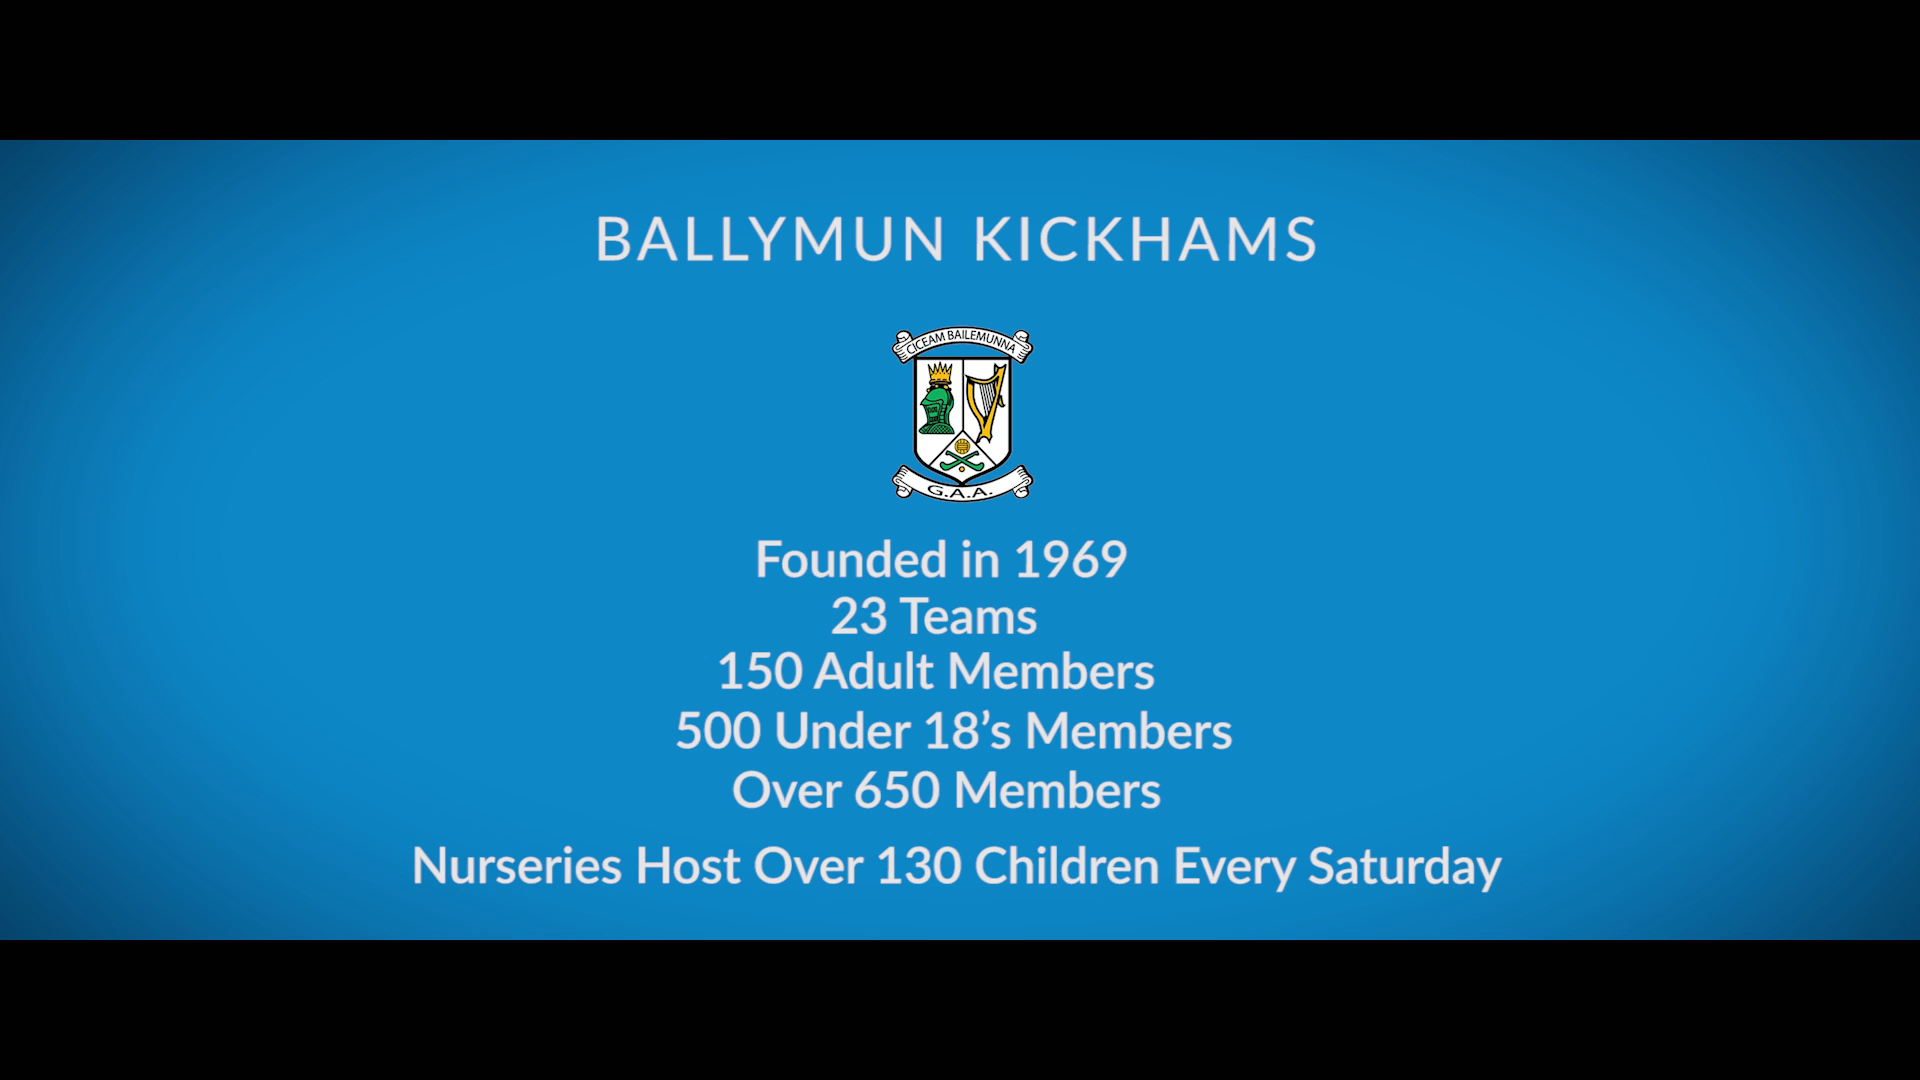 BALLYMUN KICKHAMS
CICEAM BAILEMUNNA
G.A.A.
Founded in 1969
23 Teams
150 Adult Members
500 Under 18’s Members
Over 650 Members
Nurseries Host Over 130 Children Every Saturday